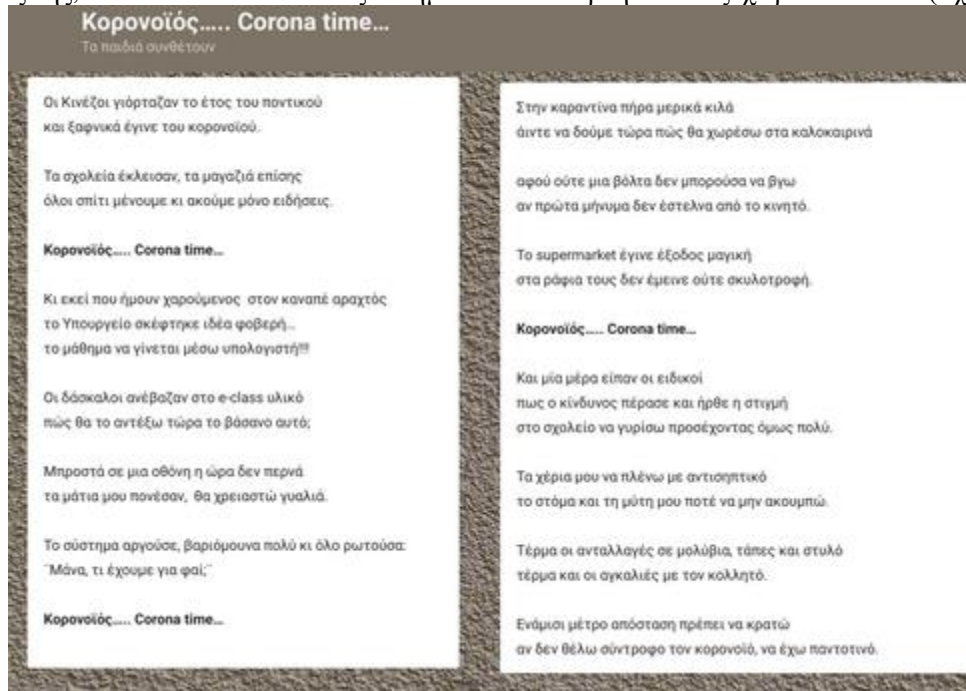 Κορονοϊός..... Corona time...
Τα παιδιά συνθέτουν
Οι Κινέζοι γιόρταζαν το έτος του ποντικού
και ξαφνικά έγινε του κορονοϊού.
Τα σχολεία έκλεισαν, τα μαγαζιά επίσης
όλοι σπίτι μένουμε κι ακούμε μόνο ειδήσεις.
Κορονοϊός..... Corona time...
Κι εκεί που ήμουν χαρούμενος στον καναπέ αραχτός
το Υπουργείο σκέφτηκε ιδέα φοβερή...
το μάθημα να γίνεται μέσω υπολογιστή!!!
Οι δάσκαλοι ανέβαζαν στο e-class υλικό
πώς θα το αντέξω τώρα το βάσανο αυτό;
Μπροστά σε μια οθόνη η ώρα δεν περνά
τα μάτια μου πονέσαν, θα χρειαστώ γυαλιά.
Το σύστημα αργούσε, βαριόμουνα πολύ κι όλο ρωτούσα:
¨Μάνα, τι έχουμε για φαί;¨
Κορονοϊός..... Corona time...
Στην καραντίνα πήρα μερικά κιλά
άιντε να δούμε τώρα πώς θα χωρέσω στα καλοκαιρινά
αφού ούτε μια βόλτα δεν μπορούσα να βγω
αν πρώτα μήνυμα δεν έστελνα από το κινητό.
Το supermarket έγινε έξοδος μαγική
στα ράφια τους δεν έμεινε ούτε σκυλοτροφή.
Κορονοϊός..... Corona time...
Και μία μέρα είπαν οι ειδικοί
πως ο κίνδυνος πέρασε και ήρθε η στιγμή
στο σχολείο να γυρίσω προσέχοντας όμως πολύ.
Τα χέρια μου να πλένω με αντισηπτικό
το στόμα και τη μύτη μου ποτέ να μην ακουμπώ.
Τέρμα οι ανταλλαγές σε μολύβια, τάπες και στυλό
τέρμα και οι αγκαλιές με τον κολλητό.
Ενάμισι μέτρο απόσταση πρέπει να κρατώ
αν δεν θέλω σύντροφο τον κορονοϊό, να έχω παντοτινό.